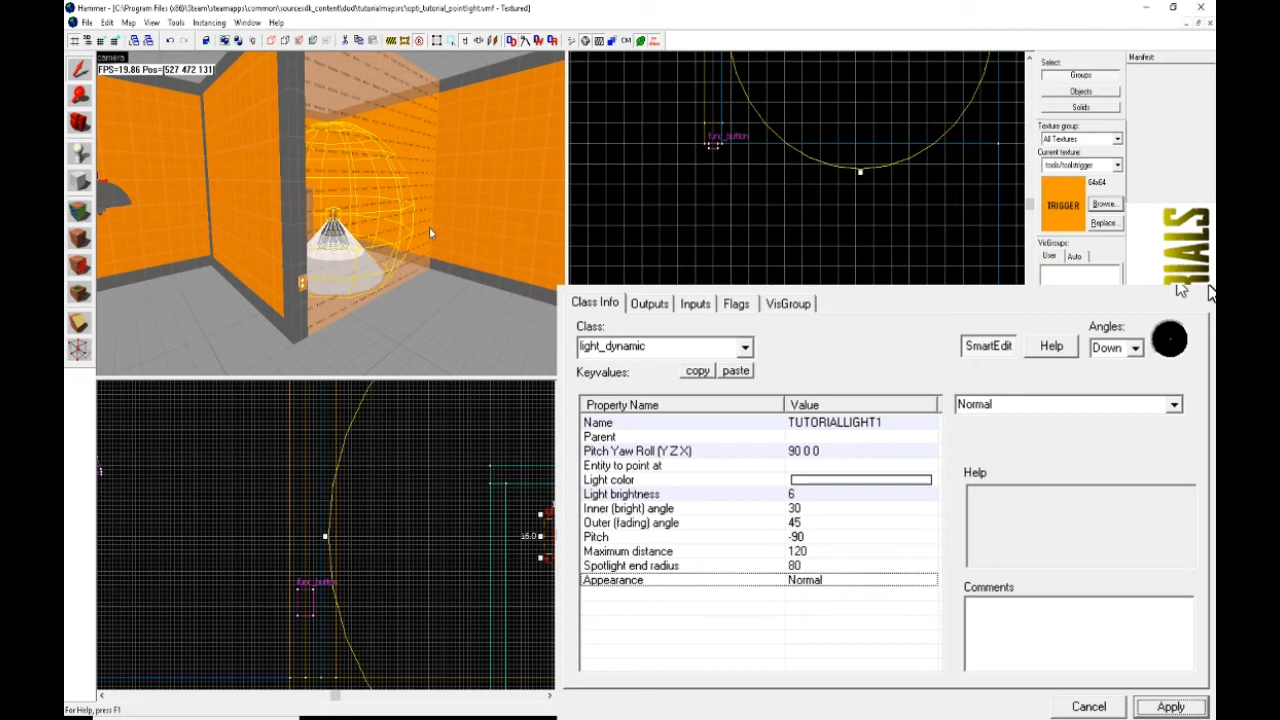 Hammer - [C:\Program Files (x86)\Steam\steamapps\common\sourcesdk_content\dod\tutorialmapsrc\opti_tutorial_pointlight.vmf - Textured]
File Edit Map View Tools Instancing Window Help
CM
camera
FPS=19.86 Pos=[527 472 131]
func_button
Select:
Groups
Objects
Solids
Texture group:
All Textures
Current texture:
tools/toolstrigger
64x64
TRIGGER
Browse...
Replace...
VisGroups:
User Auto
Manifest:
IALS
Class Info Outputs Inputs Flags VisGroup
Class:
light_dynamic
SmartEdit Help
Angles:
Down
Keyvalues: copy paste
Property Name Value
Name TUTORIALLIGHT1
Parent
Pitch Yaw Roll (Y Z X) 90 0 0
Entity to point at
Light color
Light brightness 6
Inner (bright) angle 30
Outer (fading) angle 45
Pitch -90
Maximum distance 120
Spotlight end radius 80
Appearance Normal
Normal
Help
Comments
Cancel Apply
func_button
For Help, press F1